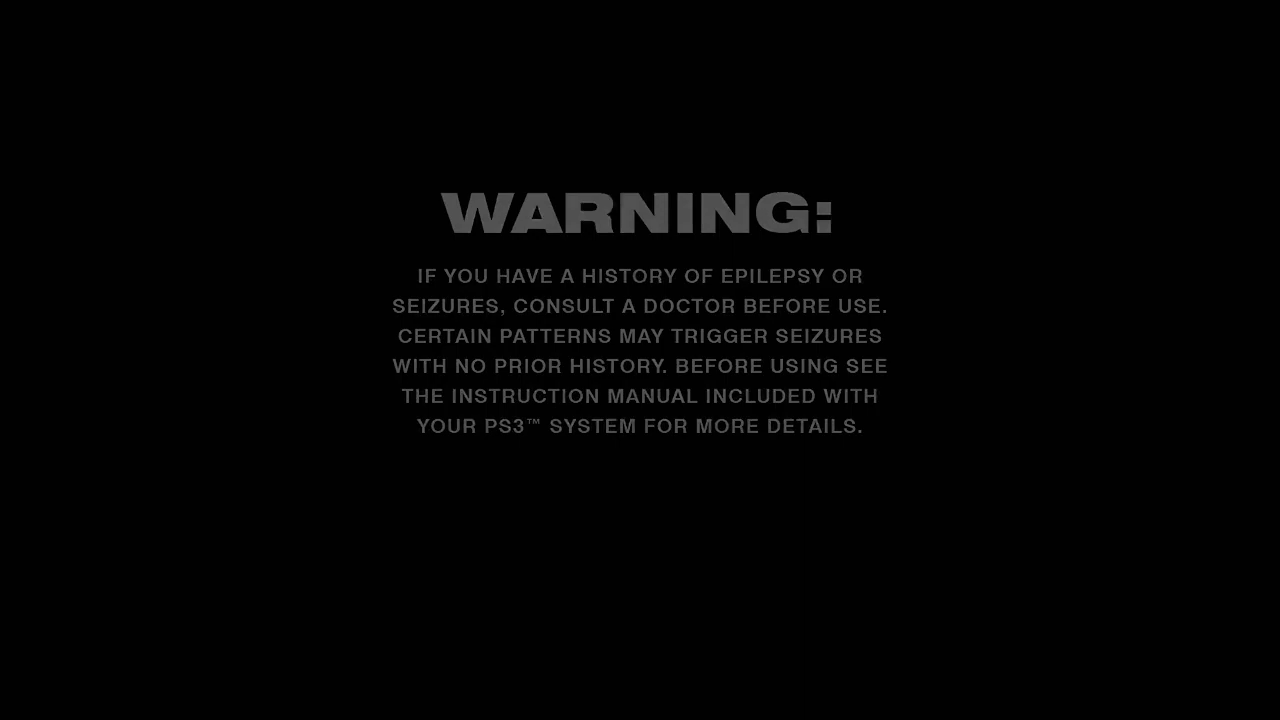 WARNING:
IF YOU HAVE A HISTORY OF EPILEPSY OR
SEIZURES, CONSULT A DOCTOR BEFORE USE.
CERTAIN PATTERNS MAY TRIGGER SEIZURES
WITH NO PRIOR HISTORY. BEFORE USING SEE
THE INSTRUCTION MANUAL INCLUDED WITH
YOUR PS3™ SYSTEM FOR MORE DETAILS.